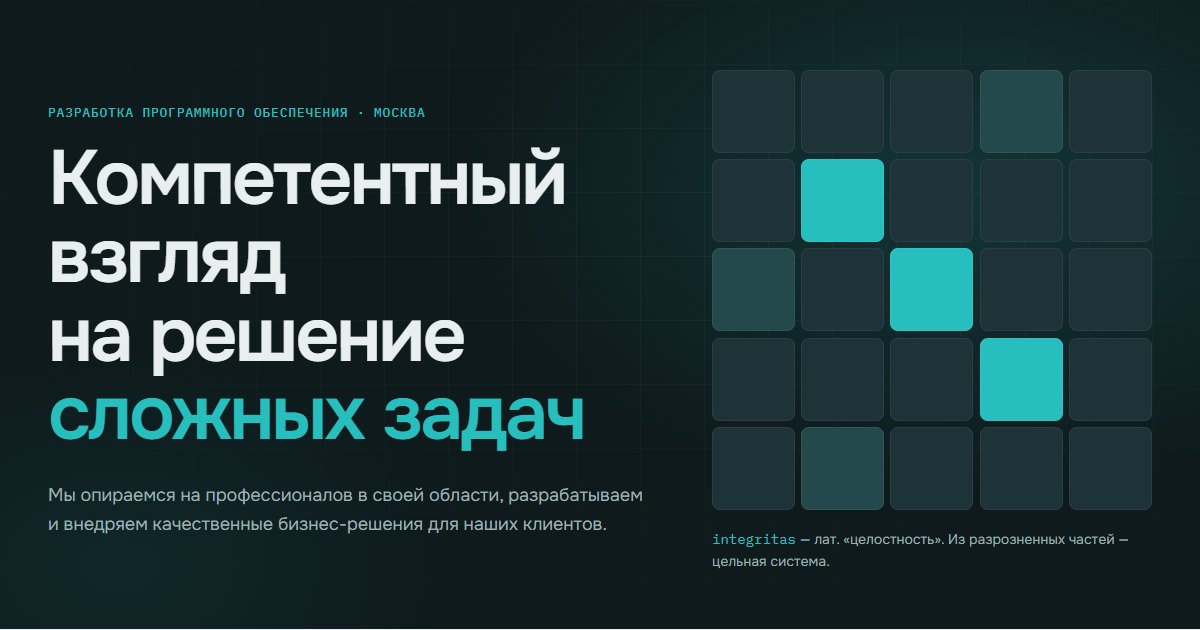 РАЗРАБОТКА ПРОГРАММНОГО ОБЕСПЕЧЕНИЯ · МОСКВА
Компетентный
взгляд
на решение
сложных задач
Мы опираемся на профессионалов в своей области, разрабатываем
и внедряем качественные бизнес-решения для наших клиентов.
integritas — лат. «целостность». Из разрозненных частей —
цельная система.